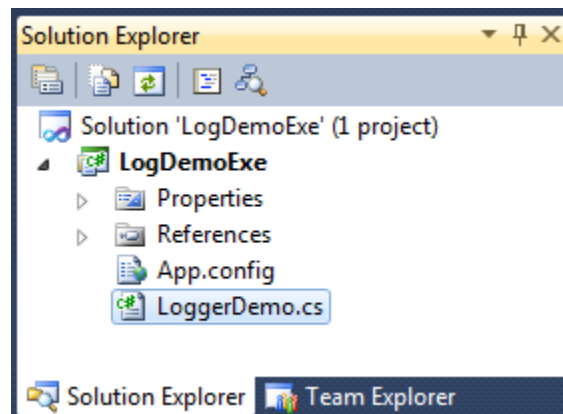 Solution Explorer
Solution 'LogDemoExe' (1 project)
LogDemoExe
Properties
References
App.config
LoggerDemo.cs
Solution Explorer Team Explorer